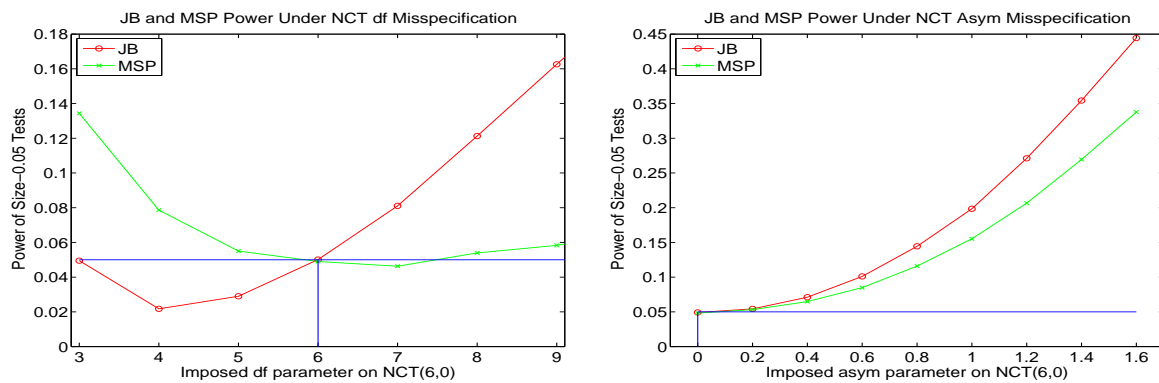 JB and MSP Power Under NCT df Misspecification
0.18
0.16
0.14
0.12
0.1
0.08
0.06
0.04
0.02
0
Power of Size−0.05 Tests
JB
MSP
3 4 5 6 7 8 9
Imposed df parameter on NCT(6,0)
JB and MSP Power Under NCT Asym Misspecification
0.45
0.4
0.35
0.3
0.25
0.2
0.15
0.1
0.05
0
Power of Size−0.05 Tests
JB
MSP
0 0.2 0.4 0.6 0.8 1 1.2 1.4 1.6
Imposed asym parameter on NCT(6,0)